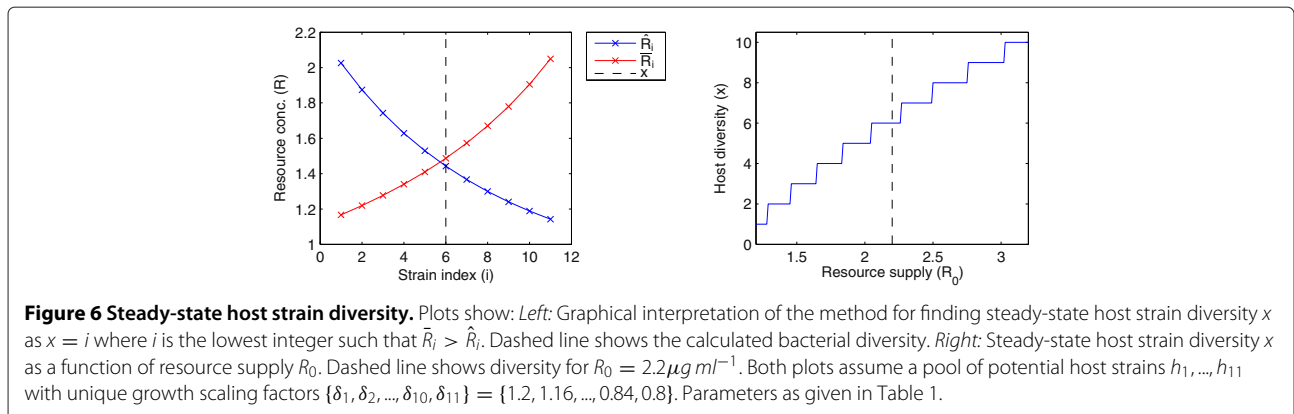 2.2
2
1.8
1.6
1.4
1.2
1
Resource conc. (R)
0 2 4 6 8 10 12
Strain index (i)
R̂i
R̄i
x
10
8
6
4
2
0
Host diversity (x)
1.5 2 2.5 3
Resource supply (R0)
Figure 6 Steady-state host strain diversity. Plots show: Left: Graphical interpretation of the method for finding steady-state host strain diversity x
as x = i where i is the lowest integer such that R̄i > R̂i. Dashed line shows the calculated bacterial diversity. Right: Steady-state host strain diversity x
as a function of resource supply R0. Dashed line shows diversity for R0 = 2.2μg ml−1. Both plots assume a pool of potential host strains h1, ..., h11
with unique growth scaling factors {δ1, δ2, ..., δ10, δ11} = {1.2, 1.16, ..., 0.84, 0.8}. Parameters as given in Table 1.